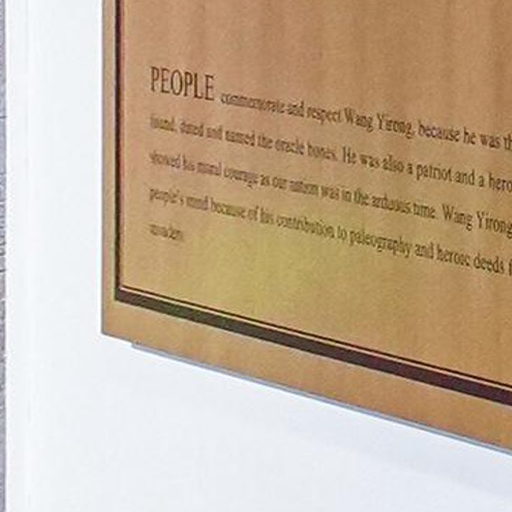 PEOPLE commemorate and respect Wang Yirong, because he was th
found, dated and named the oracle bones. He was also a patriot and a hero
showed his moral courage as our nation was in the arduous time. Wang Yirong
people's mind because of his contribution to paleography and heroic deeds f
invaders